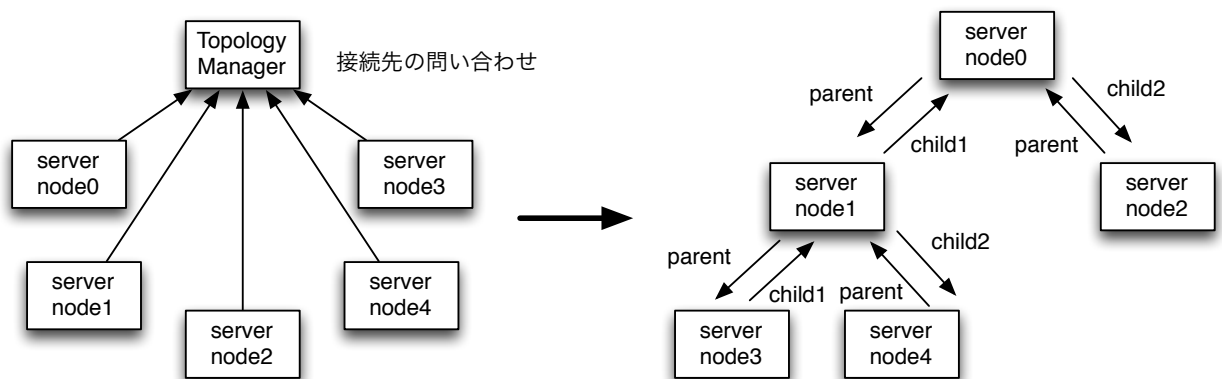 Topology
Manager
接続先の問い合わせ
server
node0
server
node3
server
node1
server
node4
server
node2
server
node0
parent
child2
child1
parent
server
node1
server
node2
parent
child2
child1
parent
server
node3
server
node4